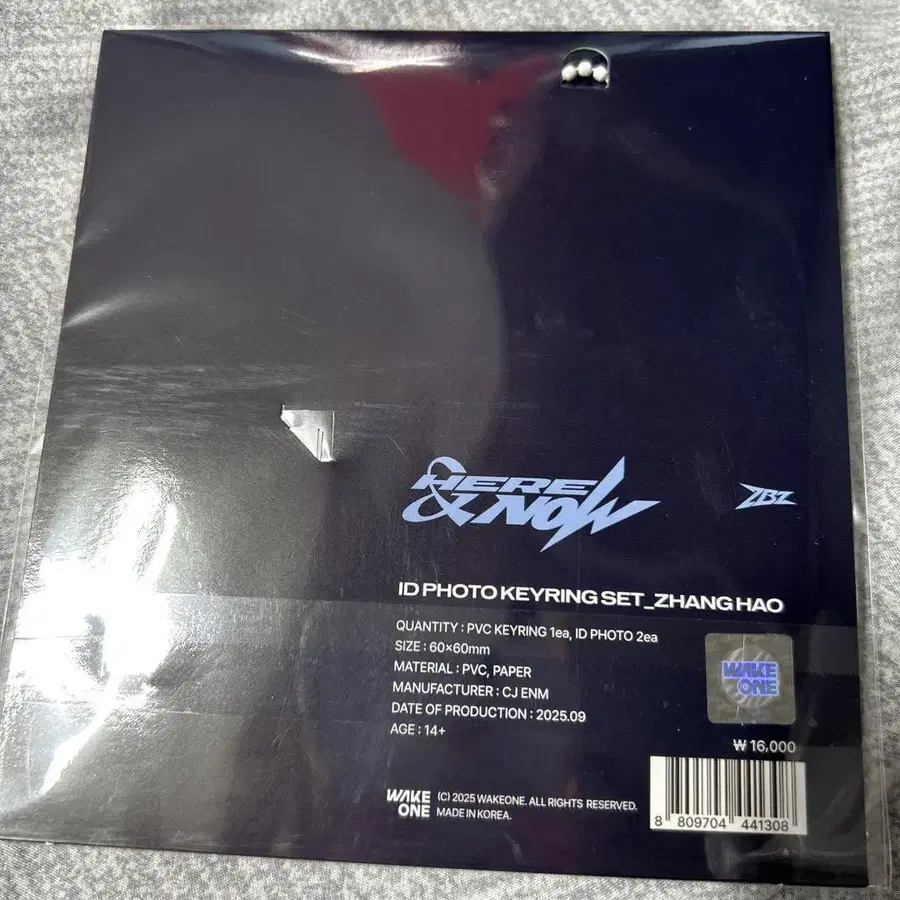 HERE
& NOW
ZB1
ID PHOTO KEYRING SET_ZHANG HAO
QUANTITY : PVC KEYRING 1ea, ID PHOTO 2ea
SIZE : 60×60mm
MATERIAL : PVC, PAPER
MANUFACTURER : CJ ENM
DATE OF PRODUCTION : 2025.09
AGE : 14+
WAKE
ONE
₩ 16,000
WAKE
ONE
(C) 2025 WAKEONE. ALL RIGHTS RESERVED.
MADE IN KOREA.
8 809704 441308